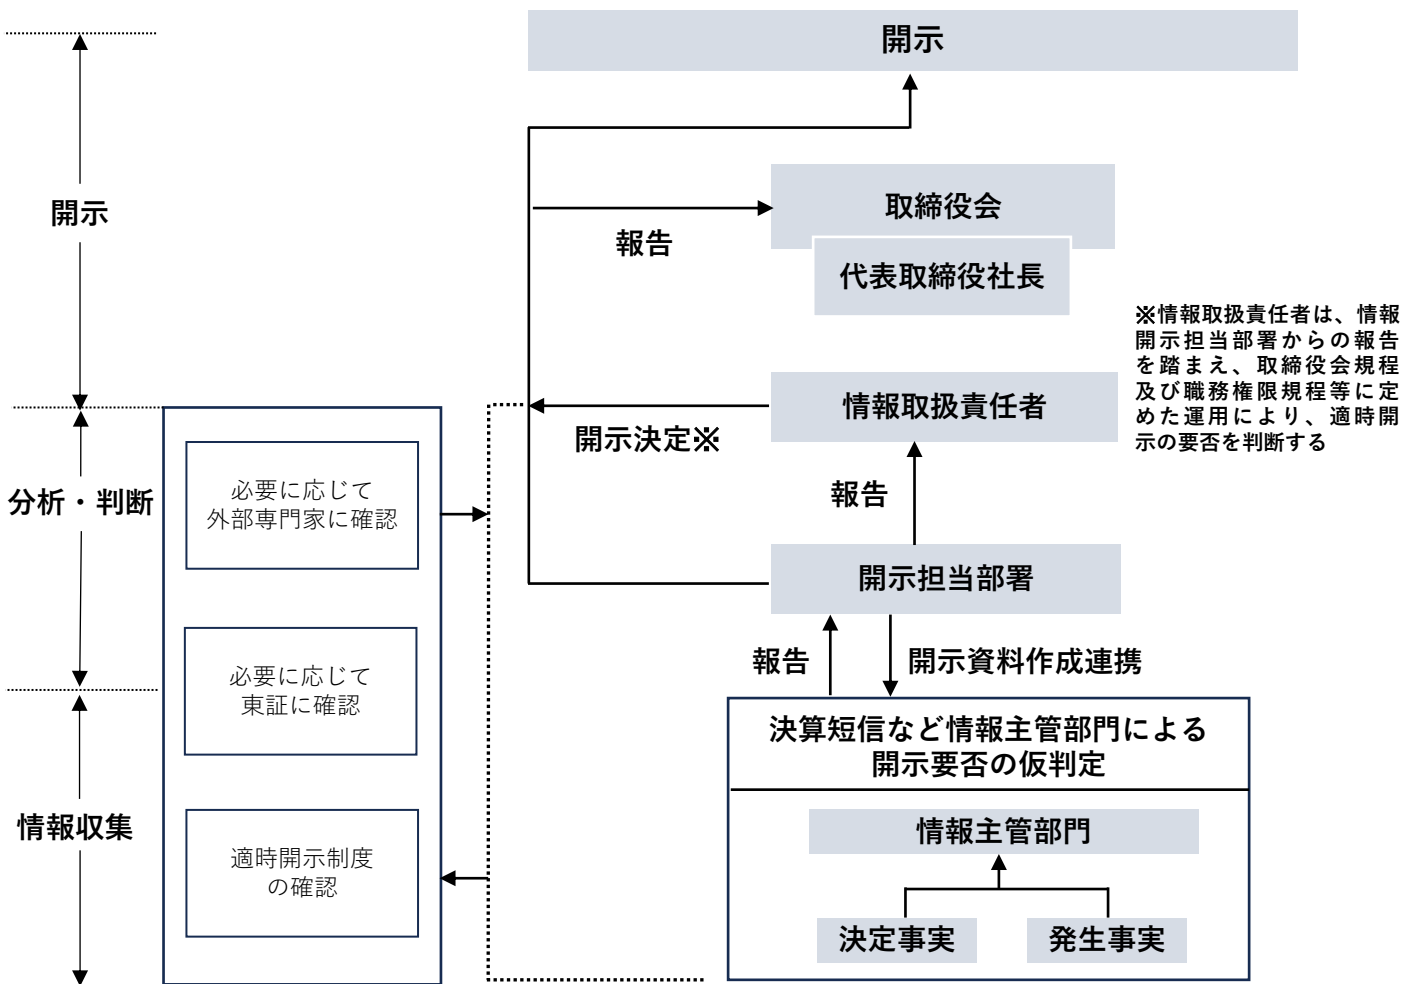 開示
開示
取締役会
報告
代表取締役社長
※情報取扱責任者は、情報
開示担当部署からの報告
を踏まえ、取締役会規程
及び職務権限規程等に定
めた運用により、適時開
示の要否を判断する
情報取扱責任者
開示決定※
分析・判断
必要に応じて
外部専門家に確認
報告
開示担当部署
報告
開示資料作成連携
必要に応じて
東証に確認
決算短信など情報主管部門による
開示要否の仮判定
情報収集
情報主管部門
適時開示制度
の確認
決定事実
発生事実